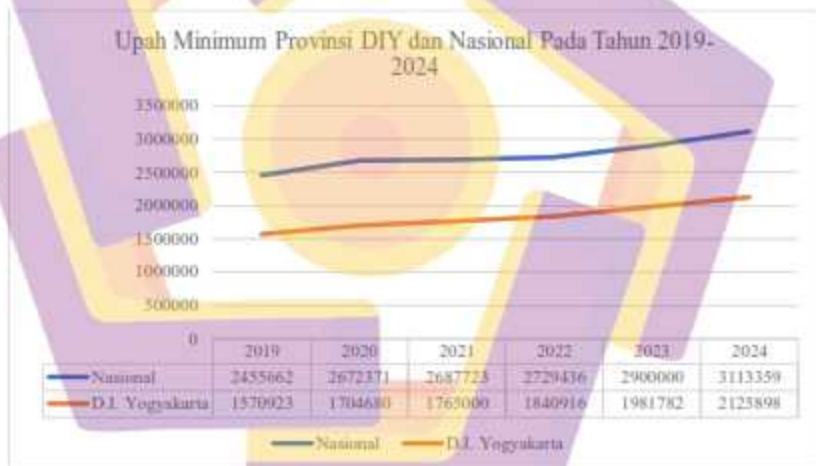 Upah Minimum Provinsi DIY dan Nasional Pada Tahun 2019-
2024
3500000
3000000
2500000
2000000
1500000
1000000
500000
0
2019 2020 2021 2022 2023 2024
Nasional 2455662 2672371 2687723 2729436 2900000 3113359
D.I. Yogyakarta 1570923 1704680 1765000 1840916 1981782 2125898
Nasional D.I. Yogyakarta